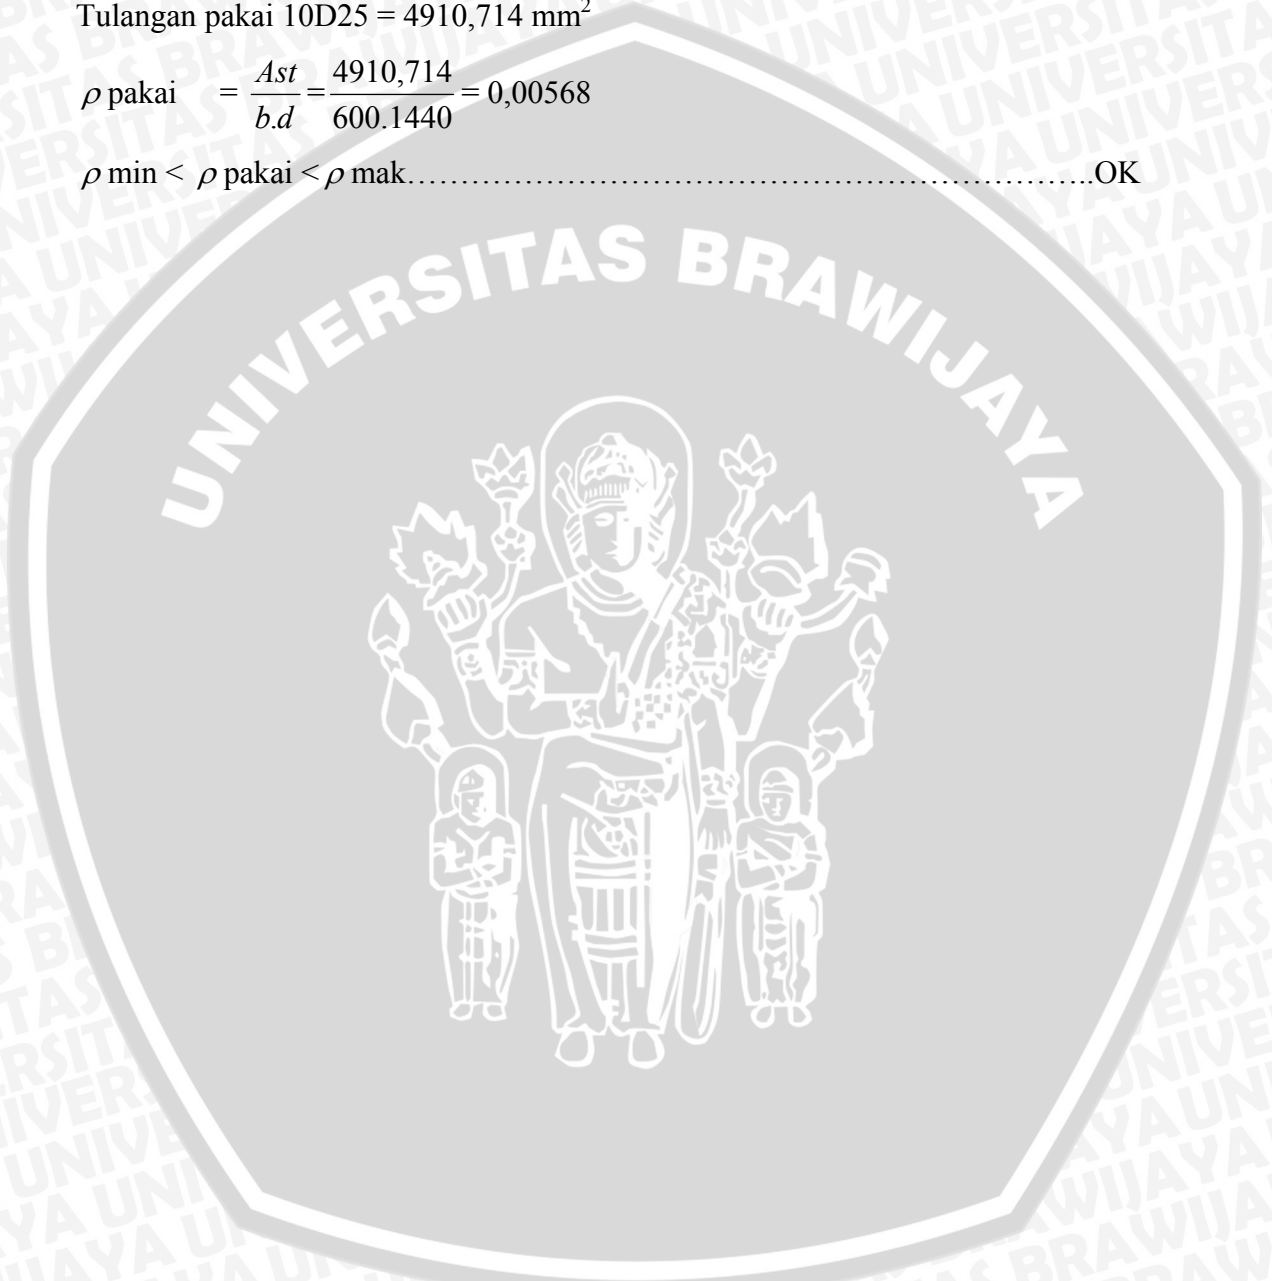 Tulangan pakai 10D25 = 4910,714 mm²
ρ pakai = Ast/b.d = 4910,714/600.1440 = 0,00568
ρ min < ρ pakai < ρ mak…………………………………………………………..OK
UNIVERSITAS BRAWIJAYA